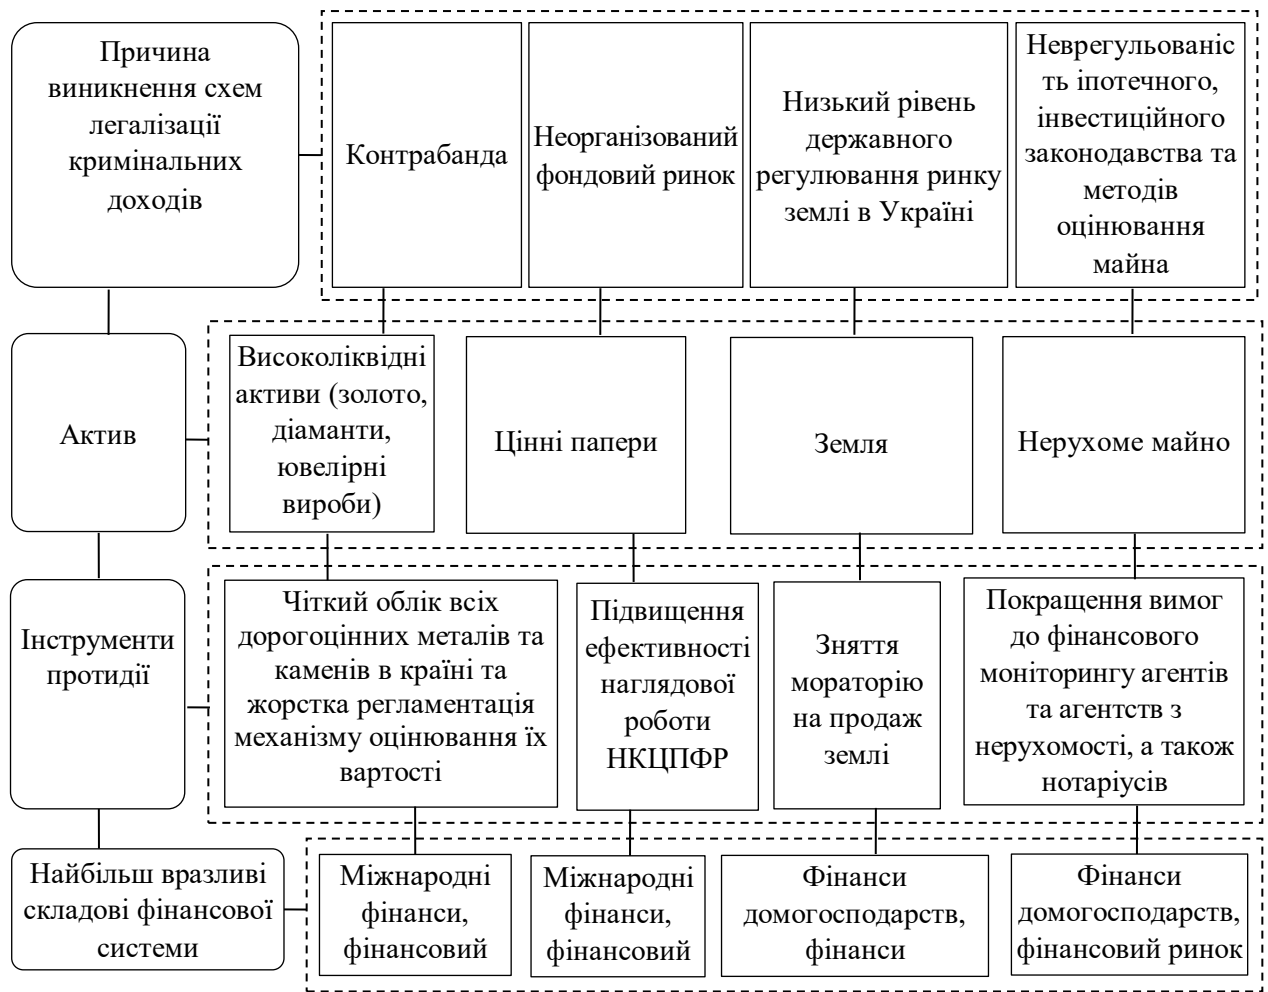 Причина
виникнення схем
легалізації
кримінальних
доходів
Контрабанда
Неорганізований
фондовий ринок
Низький рівень
державного
регулювання ринку
землі в Україні
Неврегульованіс
ть іпотечного,
інвестиційного
законодавства та
методів
оцінювання
майна
Актив
Високоліквідні
активи (золото,
діаманти,
ювелірні
вироби)
Цінні папери
Земля
Нерухоме майно
Інструменти
протидії
Чіткий облік всіх
дорогоцінних металів та
каменів в країні та
жорстка регламентація
механізму оцінювання їх
вартості
Підвищення
ефективності
наглядової
роботи
НКЦПФР
Зняття
мораторію
на продаж
землі
Покращення вимог
до фінансового
моніторингу агентів
та агентств з
нерухомості, а також
нотаріусів
Найбільш вразливі
складові фінансової
системи
Міжнародні
фінанси,
фінансовий
Міжнародні
фінанси,
фінансовий
Фінанси
домогосподарств,
фінанси
Фінанси
домогосподарств,
фінансовий ринок